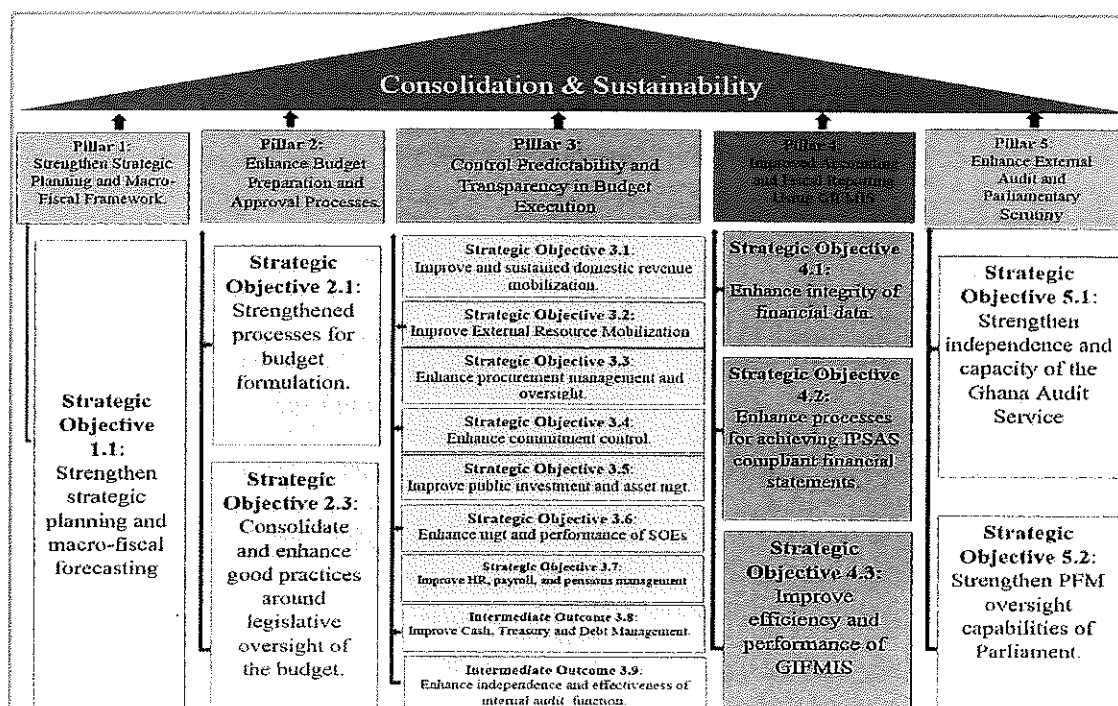 Consolidation & Sustainability
Pillar 1:
Strengthen Strategic
Planning and Macro-
Fiscal Framework.
Strategic
Objective
1.1:
Strengthen
strategic
planning and
macro-fiscal
forecasting
Pillar 2:
Enhance Budget
Preparation and
Approval Processes.
Strategic
Objective 2.1:
Strengthened
processes for
budget
formulation.
Strategic
Objective 2.3:
Consolidate
and enhance
good practices
around
legislative
oversight of
the budget.
Pillar 3:
Control Predictability and
Transparency in Budget
Execution
Strategic Objective 3.1:
Improve and sustained domestic revenue
mobilization.
Strategic Objective 3.2:
Improve External Resource Mobilization
Strategic Objective 3.3
Enhance procurement management and
oversight.
Strategic Objective 3.4:
Enhance commitment control.
Strategic Objective 3.5:
Improve public investment and asset mgt.
Strategic Objective 3.6
Enhance mgt and performance of SOEs
Strategic Objective 3.7:
Improve HR, payroll, and pensions management
Intermediate Outcome 3.8:
Improve Cash, Treasury and Debt Management.
Intermediate Outcome 3.9:
Enhance independence and effectiveness of
internal audit function.
Pillar 4
Improved Accounting
and Fiscal Reporting
Using GIFMIS
Strategic Objective
4.1:
Enhance integrity of
financial data.
Strategic Objective
4.2:
Enhance processes
for achieving IPSAS
compliant financial
statements.
Strategic
Objective 4.3:
Improve
efficiency and
performance of
GIFMIS
Pillar 5:
Enhance External
Audit and
Parliamentary
Scrutiny
Strategic
Objective 5.1:
Strengthen
independence and
capacity of the
Ghana Audit
Service
Strategic
Objective 5.2:
Strengthen PFM
oversight
capabilities of
Parliament.